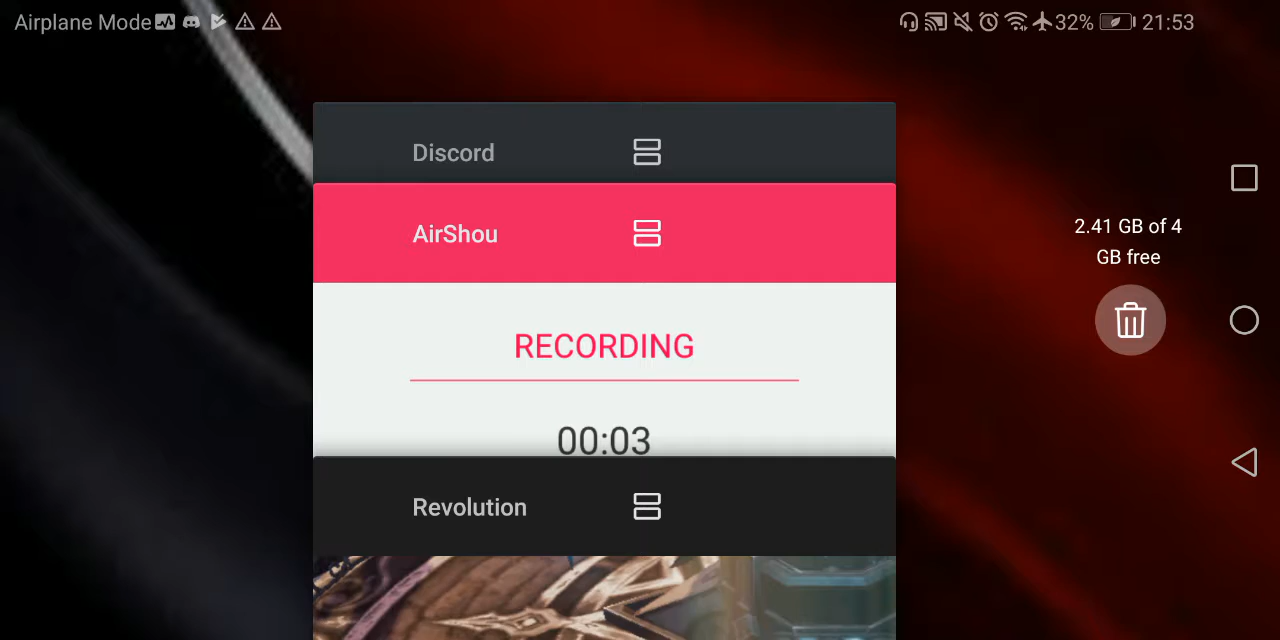 Airplane Mode 32% 21:53
Discord
AirShou
2.41 GB of 4
GB free
RECORDING
00:03
Revolution